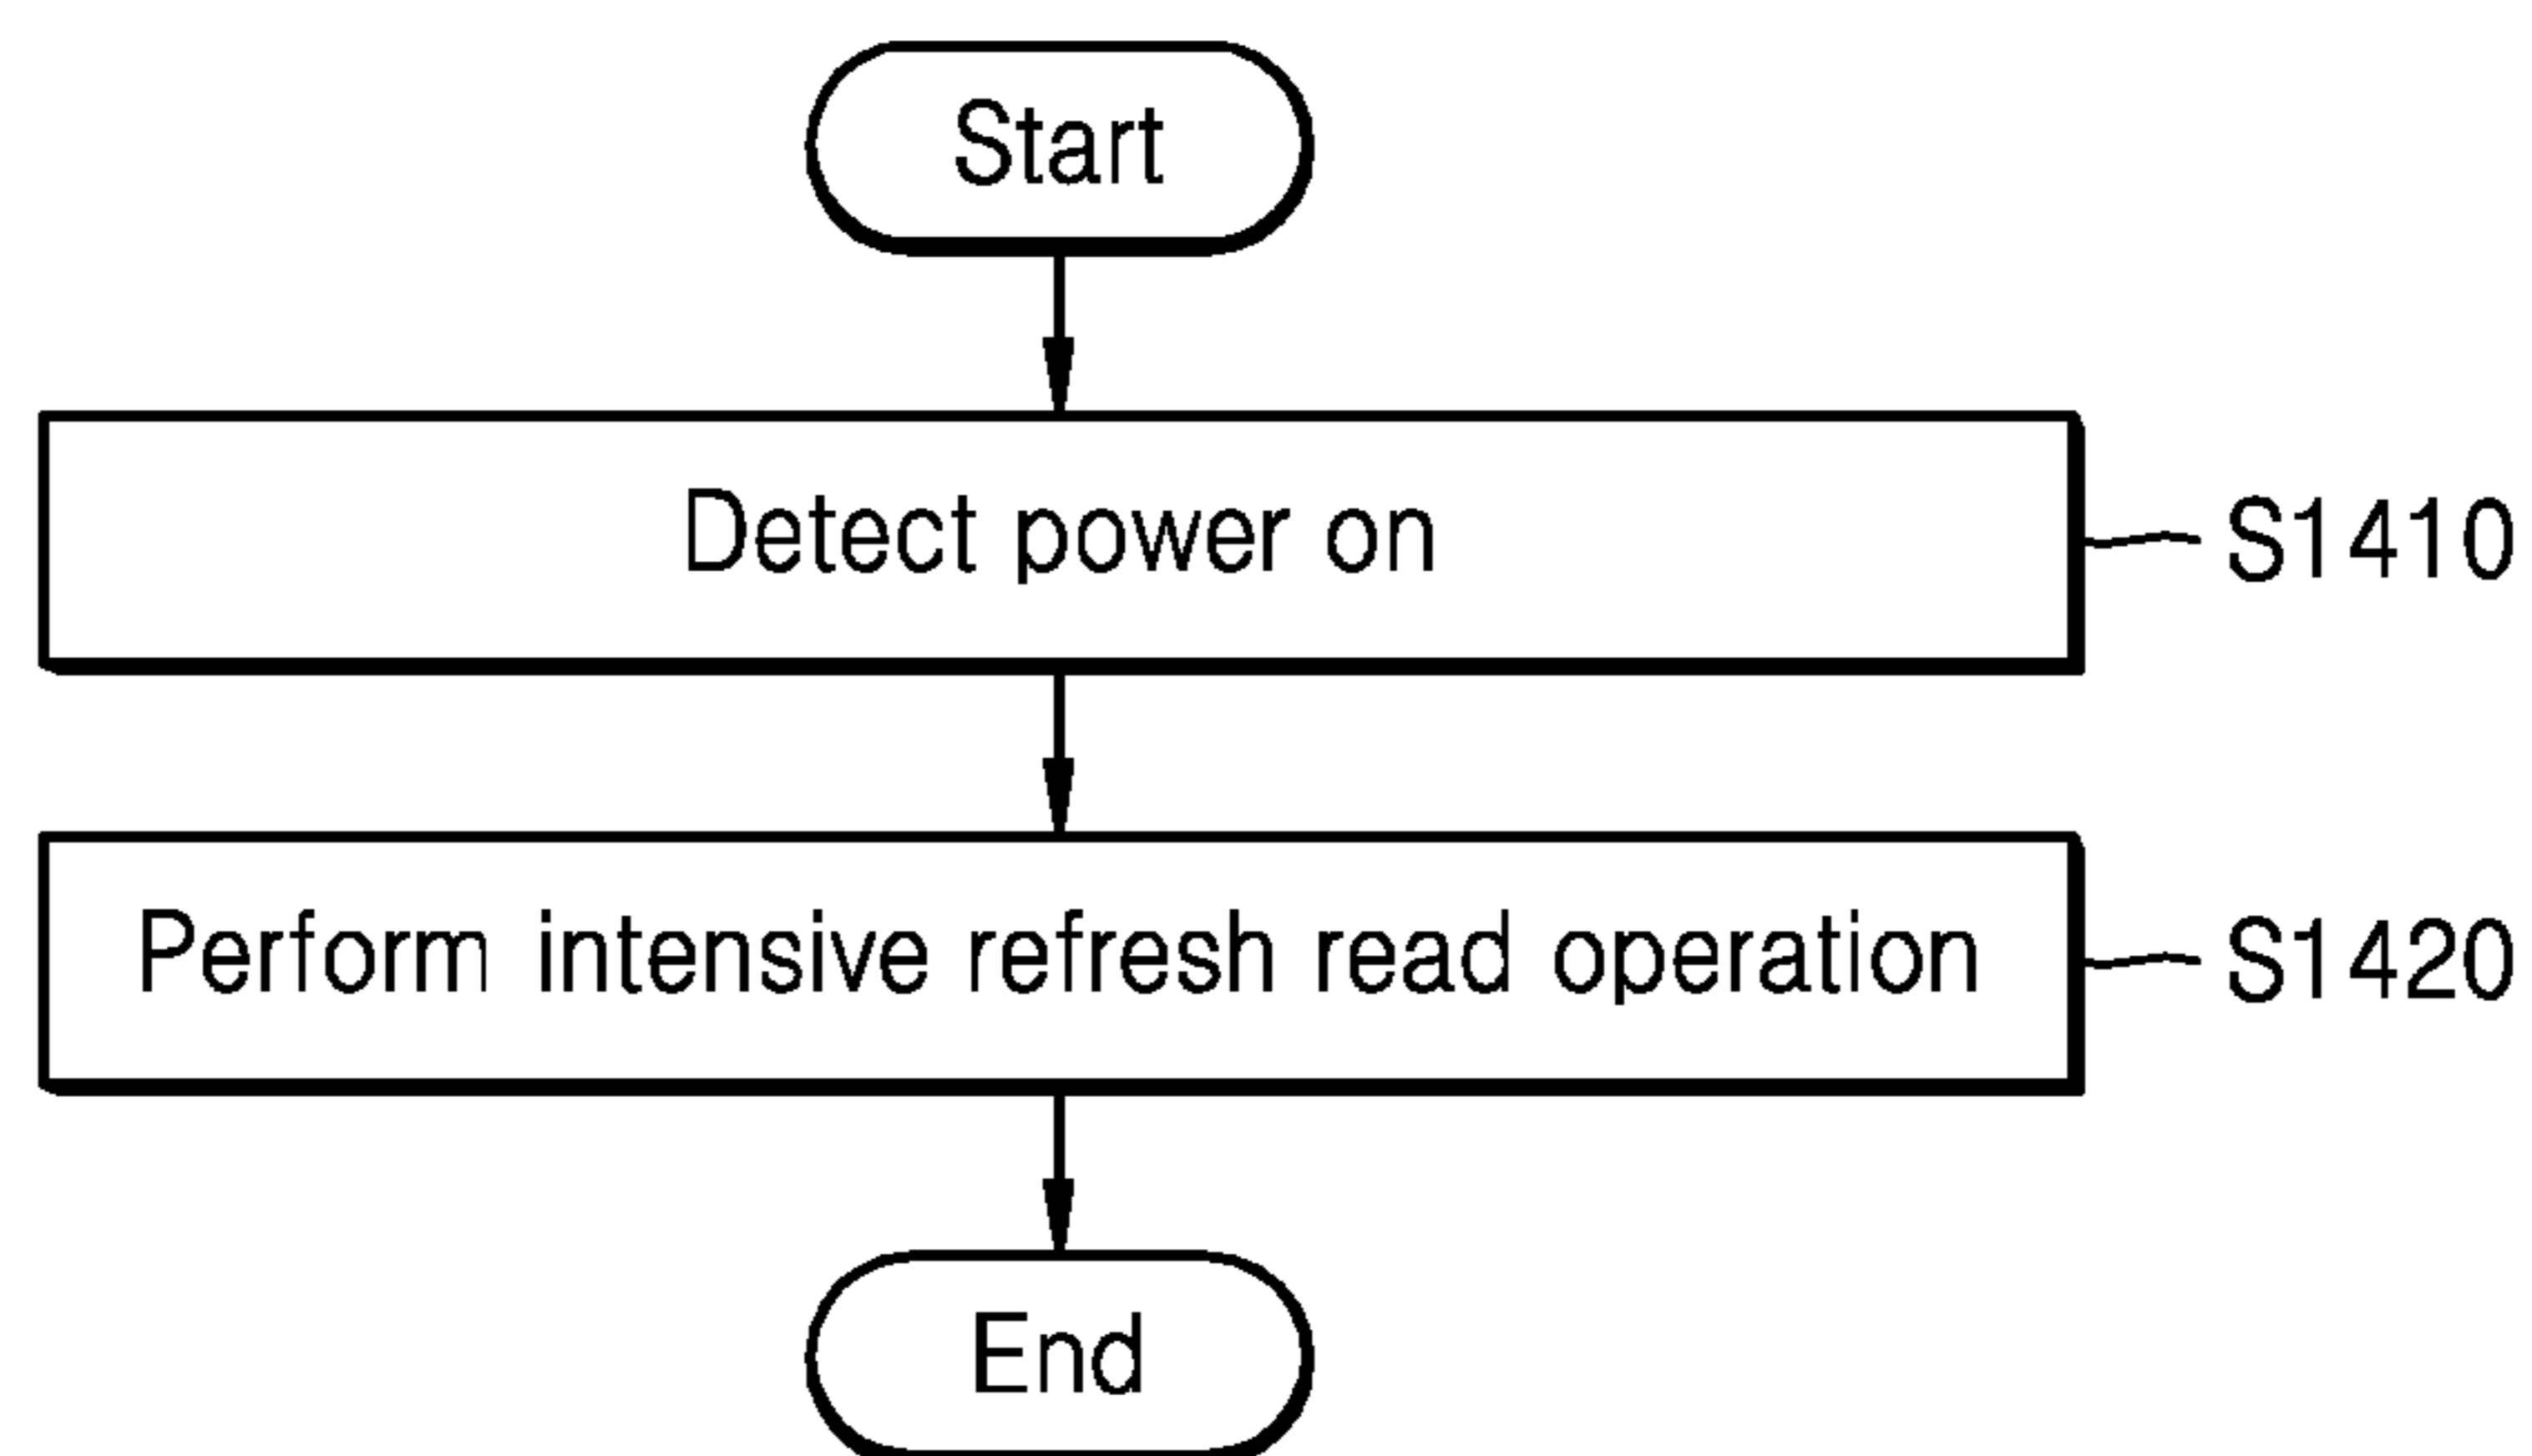 Start
Detect power on
S1410
Perform intensive refresh read operation
S1420
End